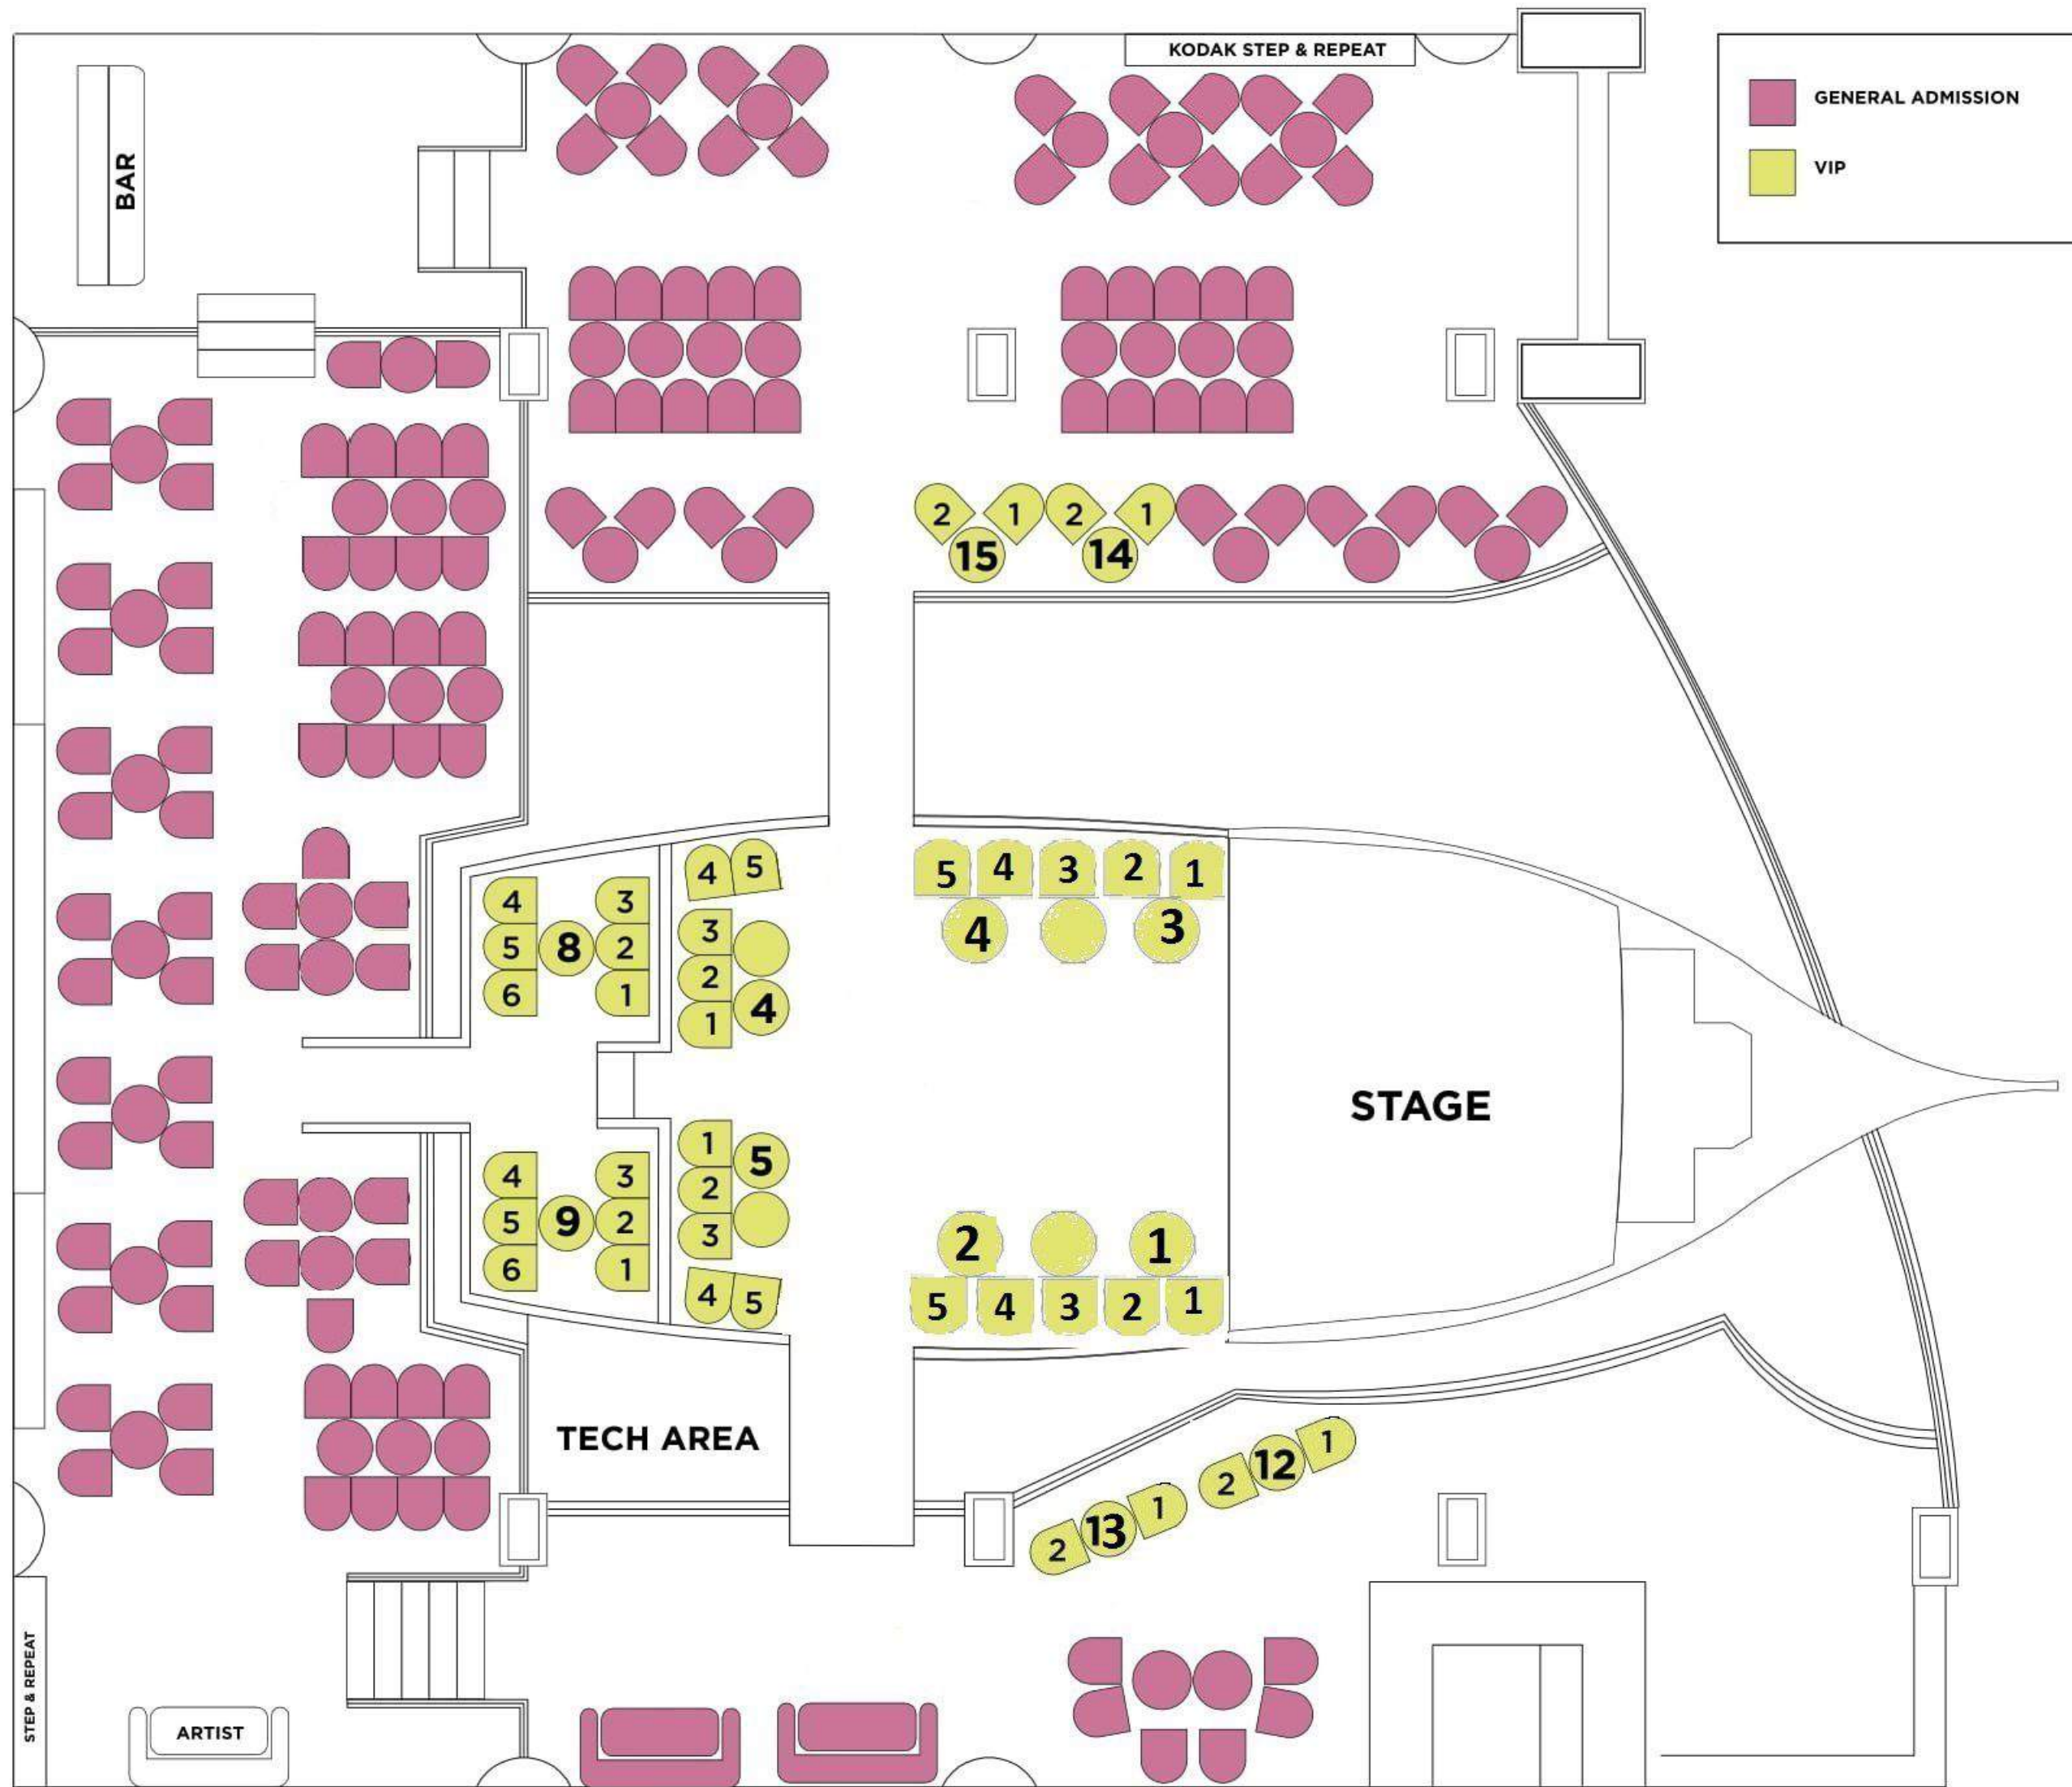 KODAK STEP & REPEAT
GENERAL ADMISSION
VIP
BAR
2 1 2 1
15 14
4 5
5 4 3 2 1
4 3
4 3
5 8 2
6 1
3
2
1 4
STAGE
1 5
2
3
4 3
5 9 2
6 1
4 5
2 1
5 4 3 2 1
TECH AREA
2 12 1
2 13 1
STEP & REPEAT
ARTIST